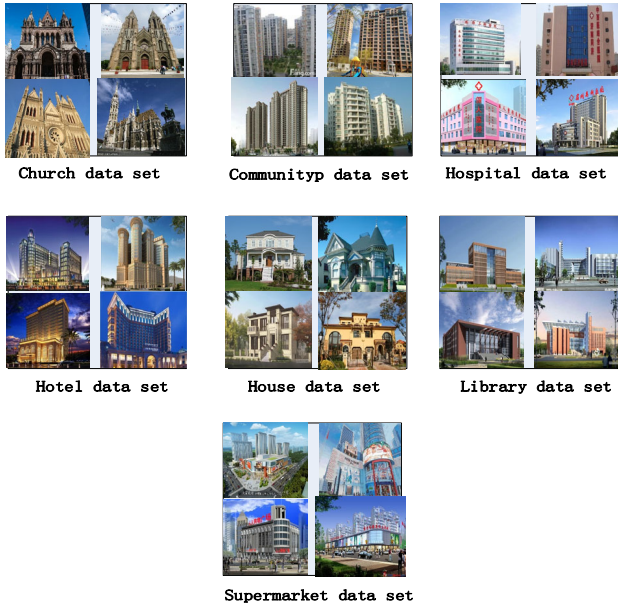 Church data set
Communityp data set
Hospital data set
Hotel data set
House data set
Library data set
Supermarket data set